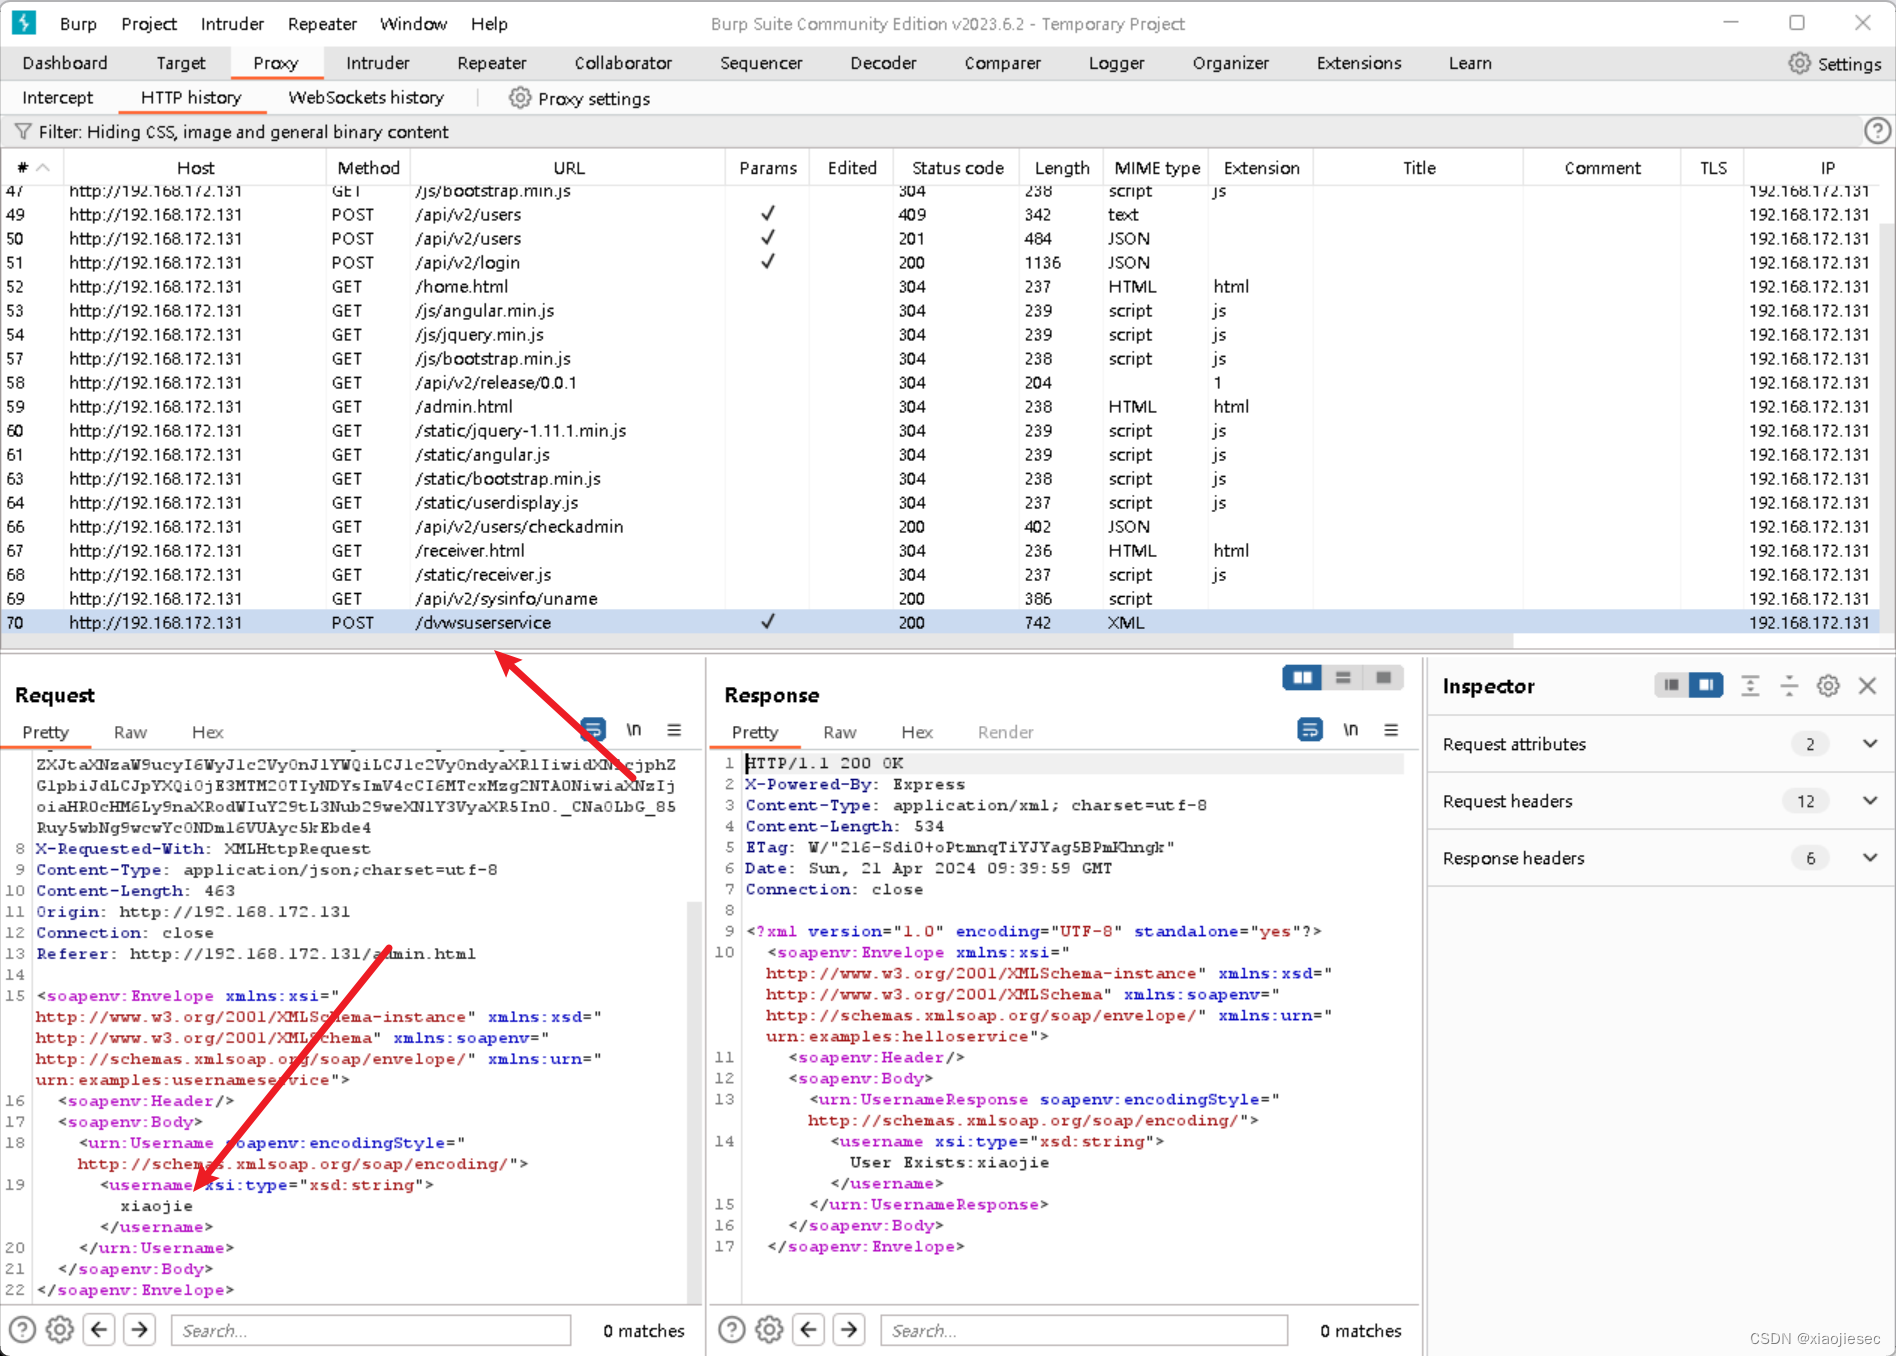 Burp Project Intruder Repeater Window Help Burp Suite Community Edition v2023.6.2 - Temporary Project
Dashboard Target Proxy Intruder Repeater Collaborator Sequencer Decoder Comparer Logger Organizer Extensions Learn Settings
Intercept HTTP history WebSockets history Proxy settings
Filter: Hiding CSS, image and general binary content
# Host Method URL Params Edited Status code Length MIME type Extension Title Comment TLS IP
47 http://192.168.172.131 GET /js/bootstrap.min.js 304 238 script js 192.168.172.131
49 http://192.168.172.131 POST /api/v2/users ✓ 409 342 text 192.168.172.131
50 http://192.168.172.131 POST /api/v2/users ✓ 201 484 JSON 192.168.172.131
51 http://192.168.172.131 POST /api/v2/login ✓ 200 1136 JSON 192.168.172.131
52 http://192.168.172.131 GET /home.html 304 237 HTML html 192.168.172.131
53 http://192.168.172.131 GET /js/angular.min.js 304 239 script js 192.168.172.131
54 http://192.168.172.131 GET /js/jquery.min.js 304 239 script js 192.168.172.131
57 http://192.168.172.131 GET /js/bootstrap.min.js 304 238 script js 192.168.172.131
58 http://192.168.172.131 GET /api/v2/release/0.0.1 304 204 1 192.168.172.131
59 http://192.168.172.131 GET /admin.html 304 238 HTML html 192.168.172.131
60 http://192.168.172.131 GET /static/jquery-1.11.1.min.js 304 239 script js 192.168.172.131
61 http://192.168.172.131 GET /static/angular.js 304 239 script js 192.168.172.131
63 http://192.168.172.131 GET /static/bootstrap.min.js 304 238 script js 192.168.172.131
64 http://192.168.172.131 GET /static/userdisplay.js 304 237 script js 192.168.172.131
66 http://192.168.172.131 GET /api/v2/users/checkadmin 200 402 JSON 192.168.172.131
67 http://192.168.172.131 GET /receiver.html 304 236 HTML html 192.168.172.131
68 http://192.168.172.131 GET /static/receiver.js 304 237 script js 192.168.172.131
69 http://192.168.172.131 GET /api/v2/sysinfo/uname 200 386 script 192.168.172.131
70 http://192.168.172.131 POST /dvwsuserservice ✓ 200 742 XML 192.168.172.131
Request
Pretty Raw Hex \n
8 X-Requested-With: XMLHttpRequest
9 Content-Type: application/json;charset=utf-8
10 Content-Length: 463
11 Origin: http://192.168.172.131
12 Connection: close
13 Referer: http://192.168.172.131/admin.html
14
15 <soapenv:Envelope xmlns:xsi="
http://www.w3.org/2001/XMLSchema-instance" xmlns:xsd="
http://www.w3.org/2001/XMLSchema" xmlns:soapenv="
http://schemas.xmlsoap.org/soap/envelope/" xmlns:urn="
urn:examples:usernameservice">
16 <soapenv:Header/>
17 <soapenv:Body>
18 <urn:Username soapenv:encodingStyle="
http://schemas.xmlsoap.org/soap/encoding/">
19 <username xsi:type="xsd:string">
xiaojie
</username>
20 </urn:Username>
21 </soapenv:Body>
22 </soapenv:Envelope>
Search... 0 matches
Response
Pretty Raw Hex Render \n
1 HTTP/1.1 200 OK
2 X-Powered-By: Express
3 Content-Type: application/xml; charset=utf-8
4 Content-Length: 534
5 ETag: W/"216-Sdi0+oPtmnqTiYJYag5BPmKhngk"
6 Date: Sun, 21 Apr 2024 09:39:59 GMT
7 Connection: close
8
9 <?xml version="1.0" encoding="UTF-8" standalone="yes"?>
10 <soapenv:Envelope xmlns:xsi="
http://www.w3.org/2001/XMLSchema-instance" xmlns:xsd="
http://www.w3.org/2001/XMLSchema" xmlns:soapenv="
http://schemas.xmlsoap.org/soap/envelope/" xmlns:urn="
urn:examples:helloservice">
11 <soapenv:Header/>
12 <soapenv:Body>
13 <urn:UsernameResponse soapenv:encodingStyle="
http://schemas.xmlsoap.org/soap/encoding/">
14 <username xsi:type="xsd:string">
User Exists:xiaojie
</username>
15 </urn:UsernameResponse>
16 </soapenv:Body>
17 </soapenv:Envelope>
Search... 0 matches
Inspector
Request attributes 2
Request headers 12
Response headers 6
CSDN @xiaojiesec